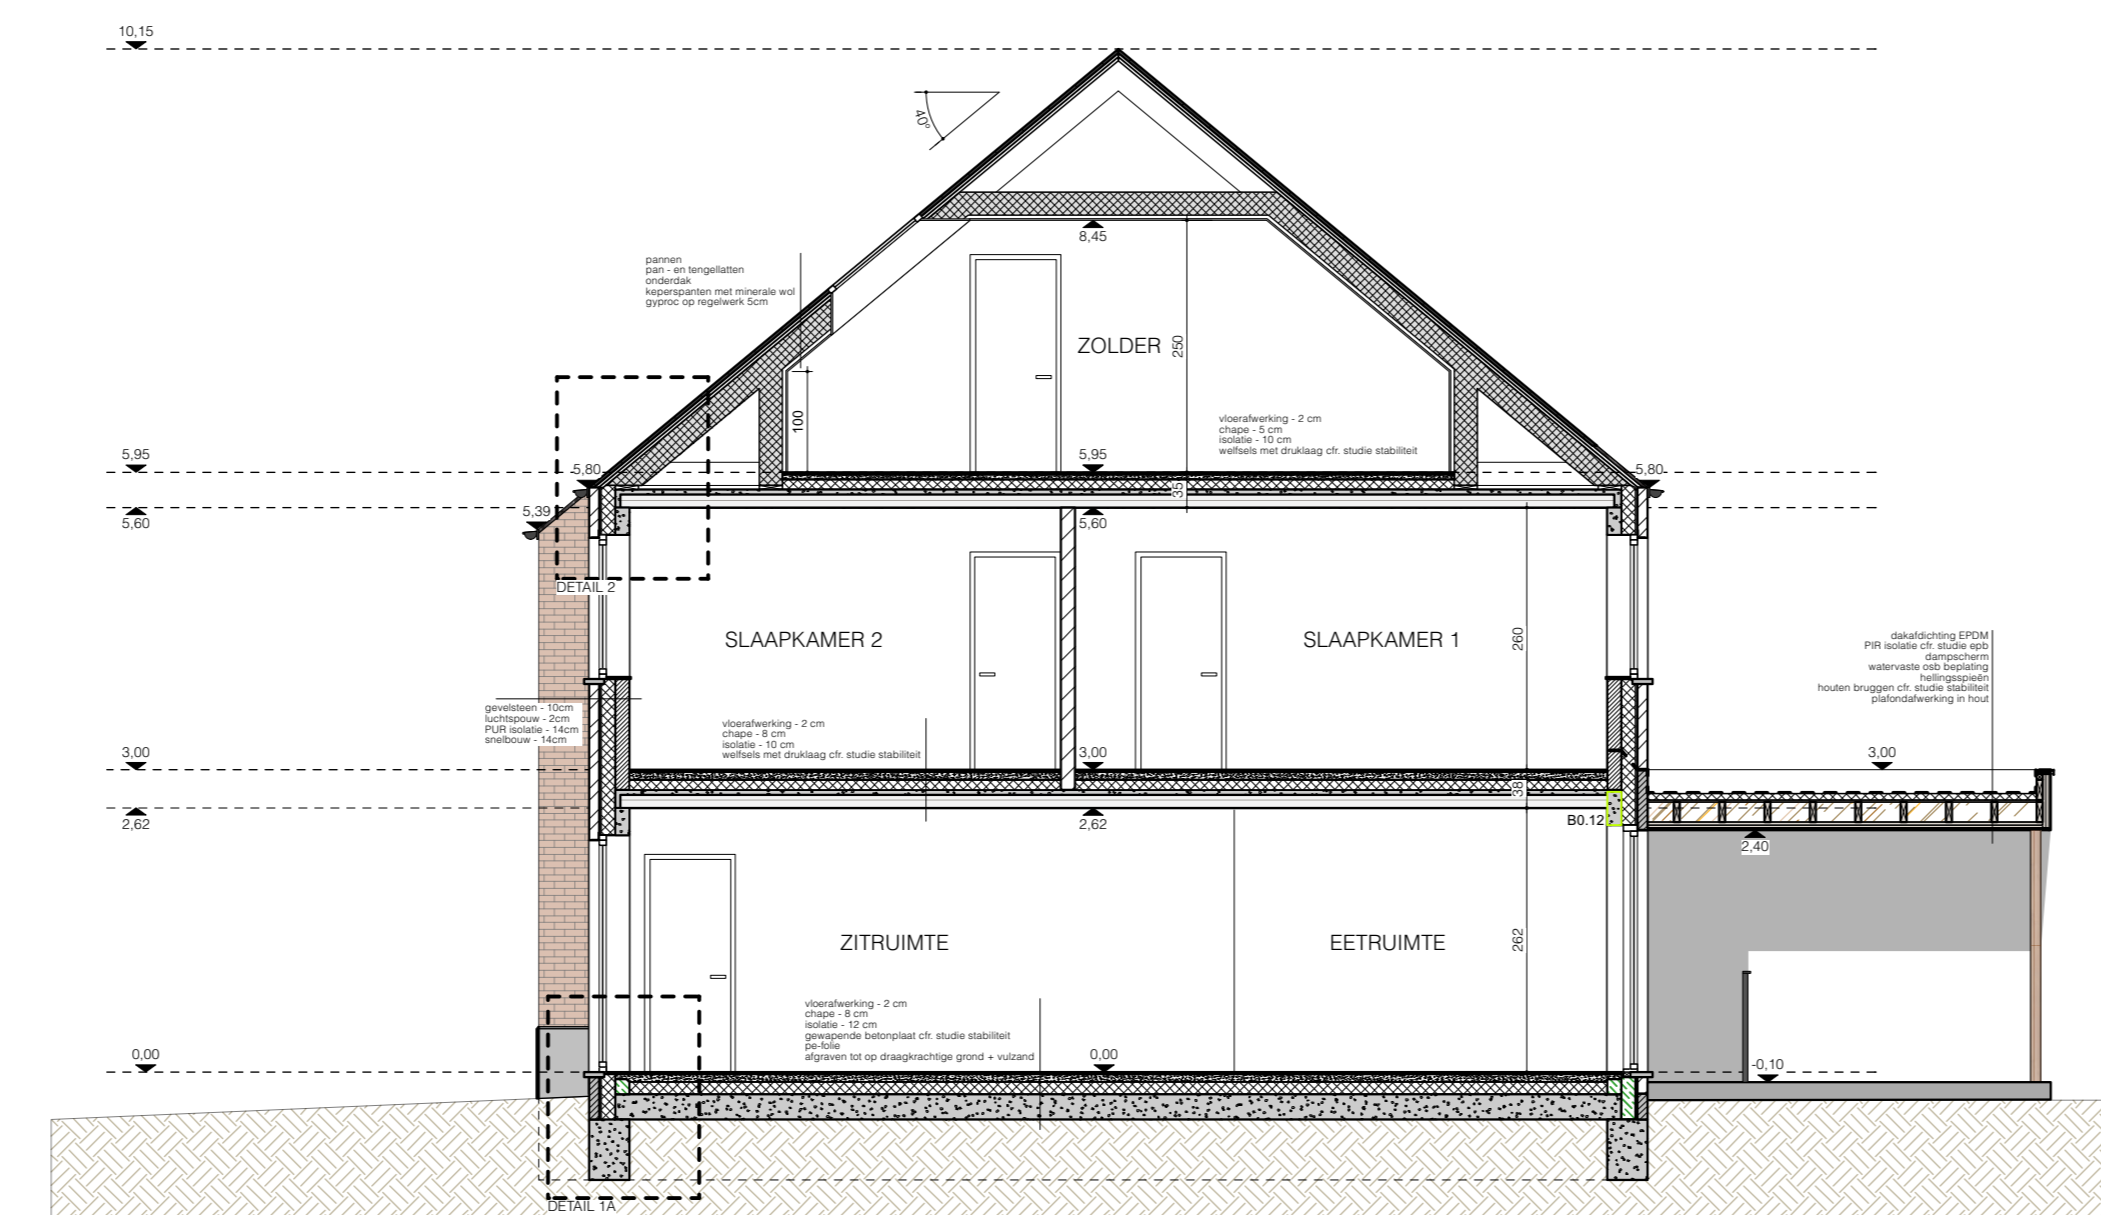 10,15
40°
8,45
pannen
pan - en tengellatten
onderdak
keperspanten met minerale wol
gyproc op regelwerk 5cm
ZOLDER
250
100
vloerafwerking - 2 cm
chape - 5 cm
isolatie - 10 cm
welfsels met druklaag cfr. studie stabiliteit
5,95
5,95
5,80
5,80
35
5,39
5,60
5,60
DETAIL 2
SLAAPKAMER 2
SLAAPKAMER 1
260
dakafdichting EPDM
PIR isolatie cfr. studie epb
dampscherm
watervaste osb beplating
hellingsspieën
houten bruggen cfr. studie stabiliteit
plafondafwerking in hout
gevelsteen - 10cm
luchtspouw - 2cm
PUR isolatie - 14cm
snelbouw - 14cm
vloerafwerking - 2 cm
chape - 8 cm
isolatie - 10 cm
welfsels met druklaag cfr. studie stabiliteit
3,00
3,00
3,00
38
2,62
2,62
B0.12
2,40
ZITRUIMTE
EETRUIMTE
262
vloerafwerking - 2 cm
chape - 8 cm
isolatie - 12 cm
gewapende betonplaat cfr. studie stabiliteit
pe-folie
afgraven tot op draagkrachtige grond + vulzand
0,00
0,00
-0,10
DETAIL 1A